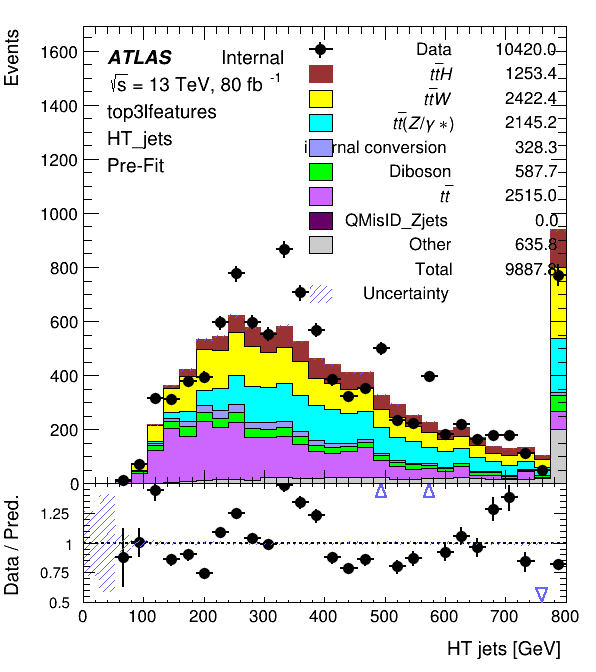 Events
1600
1400
1200
1000
800
600
400
200
0
ATLAS Internal
√s = 13 TeV, 80 fb⁻¹
top3lfeatures
HT_jets
Pre-Fit
Data 10420.0
tt̄H 1253.4
tt̄W 2422.4
tt̄(Z/γ*) 2145.2
conversion 328.3
Diboson 587.7
tt̄ 2515.0
QMisID_Zjets 0.0
Other 635.8
Total 9887.8
Uncertainty
Data / Pred.
1.25
1
0.75
0.5
0 100 200 300 400 500 600 700 800
HT jets [GeV]